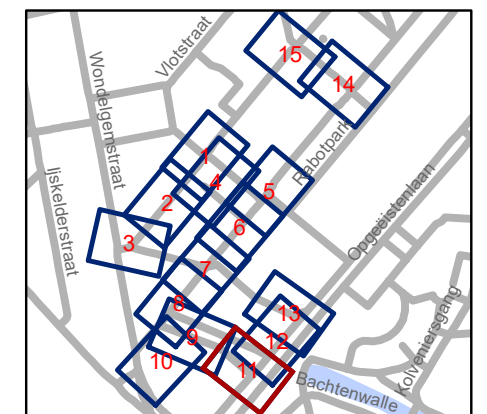 Vlotstraat
15
14
Wondelgemstraat
Rabotpark
1
4
5
2
Ijskelderstraat
6
3
Opgeëistenlaan
7
8
13
9
12
10
11
Kolveniersgang
Bachtenwalle